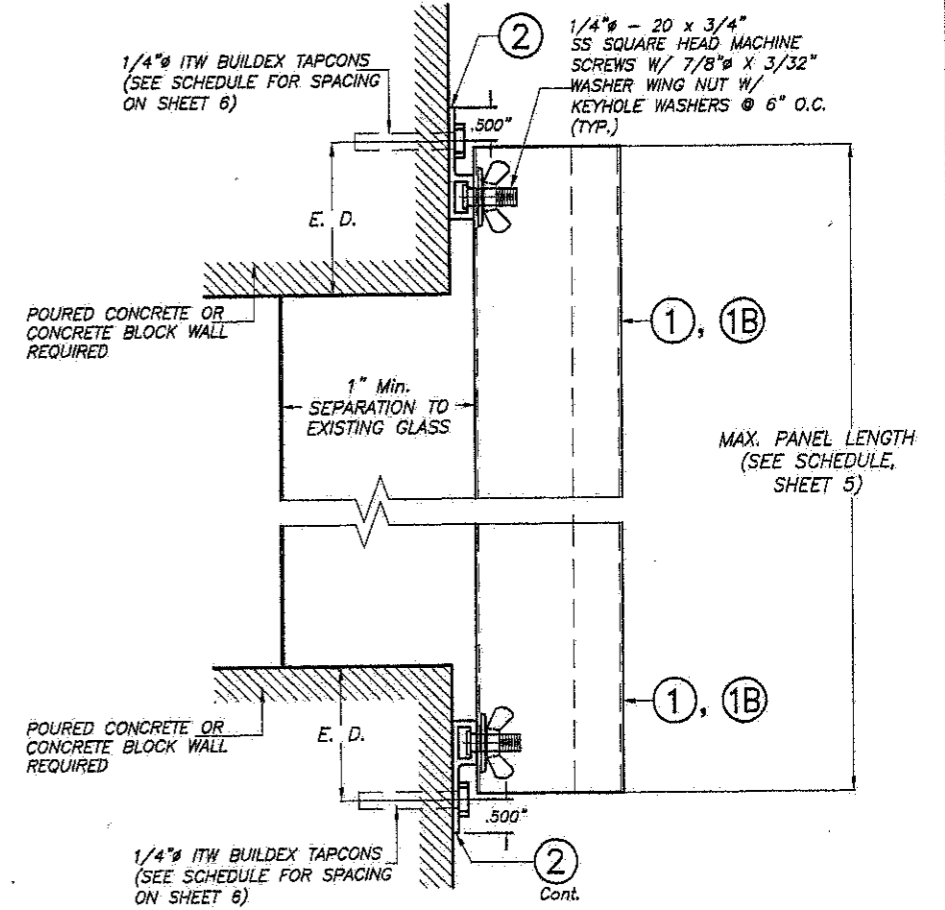 1/4"ø ITW BUILDEX TAPCONS
(SEE SCHEDULE FOR SPACING
ON SHEET 6)
2
1/4"ø - 20 x 3/4"
SS SQUARE HEAD MACHINE
SCREWS W/ 7/8"ø X 3/32"
WASHER WING NUT W/
KEYHOLE WASHERS @ 6" O.C.
(TYP.)
.500"
E. D.
POURED CONCRETE OR
CONCRETE BLOCK WALL
REQUIRED
1, 1B
1" Min.
SEPARATION TO
EXISTING GLASS
MAX. PANEL LENGTH
(SEE SCHEDULE,
SHEET 5)
POURED CONCRETE OR
CONCRETE BLOCK WALL
REQUIRED
E. D.
1, 1B
.500"
1/4"ø ITW BUILDEX TAPCONS
(SEE SCHEDULE FOR SPACING
ON SHEET 6)
2
Cont.